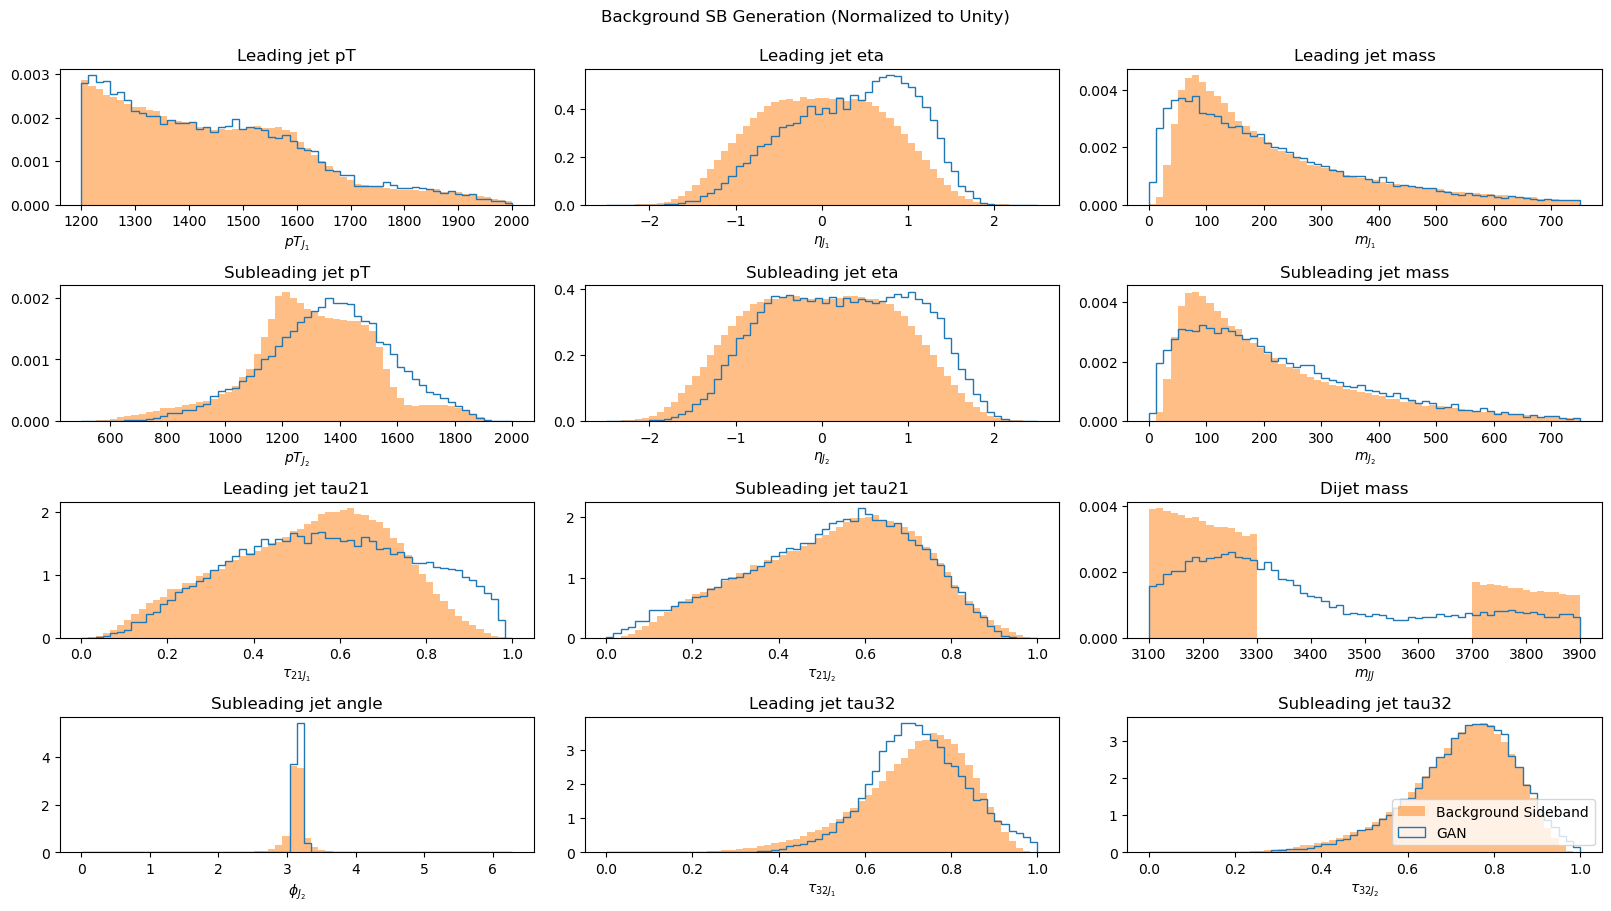 Background SB Generation (Normalized to Unity)
Leading jet pT
0.003
0.002
0.001
0.000
1200 1300 1400 1500 1600 1700 1800 1900 2000
pT_{J_1}
Leading jet eta
0.4
0.2
0.0
−2 −1 0 1 2
η_{J_1}
Leading jet mass
0.004
0.002
0.000
0 100 200 300 400 500 600 700
m_{J_1}
Subleading jet pT
0.002
0.001
0.000
600 800 1000 1200 1400 1600 1800 2000
pT_{J_2}
Subleading jet eta
0.4
0.2
0.0
−2 −1 0 1 2
η_{J_2}
Subleading jet mass
0.004
0.002
0.000
0 100 200 300 400 500 600 700
m_{J_2}
Leading jet tau21
2
1
0
0.0 0.2 0.4 0.6 0.8 1.0
τ_{21J_1}
Subleading jet tau21
2
1
0
0.0 0.2 0.4 0.6 0.8 1.0
τ_{21J_2}
Dijet mass
0.004
0.002
0.000
3100 3200 3300 3400 3500 3600 3700 3800 3900
m_{JJ}
Subleading jet angle
4
2
0
0 1 2 3 4 5 6
ϕ_{J_2}
Leading jet tau32
3
2
1
0
0.0 0.2 0.4 0.6 0.8 1.0
τ_{32J_1}
Subleading jet tau32
3
2
1
0
0.0 0.2 0.4 0.6 0.8 1.0
τ_{32J_2}
Background Sideband
GAN